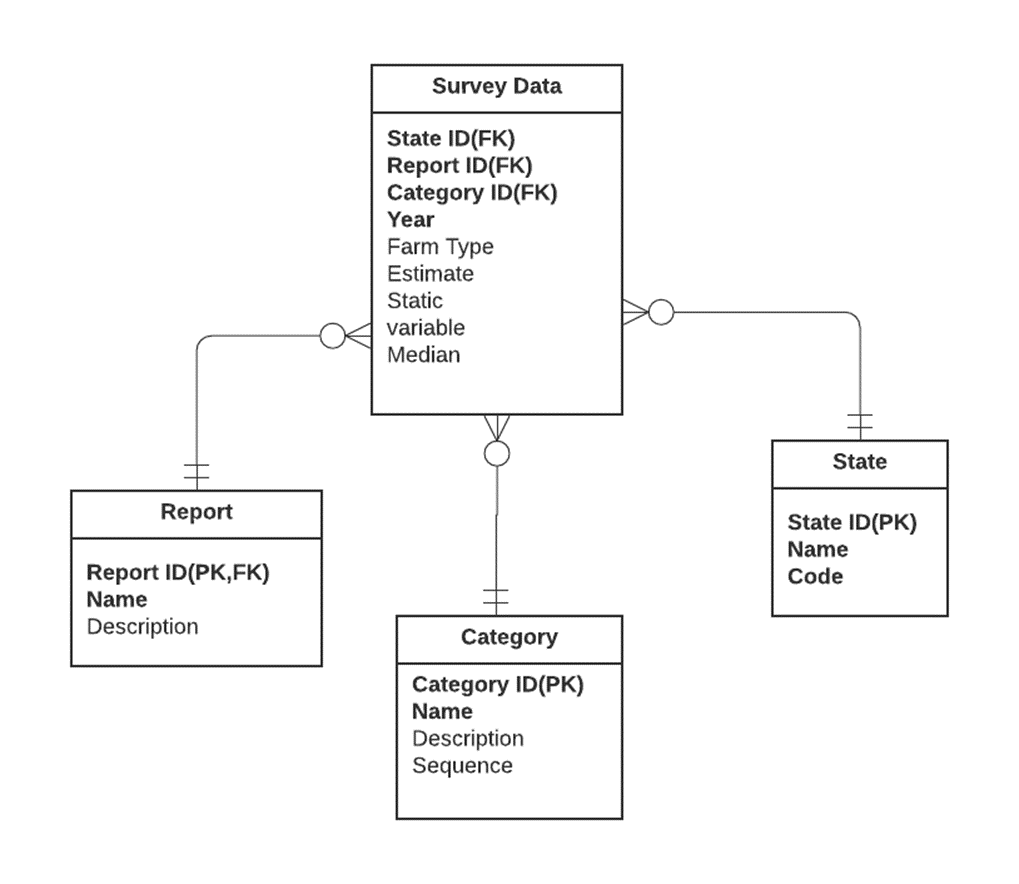 Survey Data
State ID(FK)
Report ID(FK)
Category ID(FK)
Year
Farm Type
Estimate
Static
variable
Median
Report
Report ID(PK,FK)
Name
Description
Category
Category ID(PK)
Name
Description
Sequence
State
State ID(PK)
Name
Code